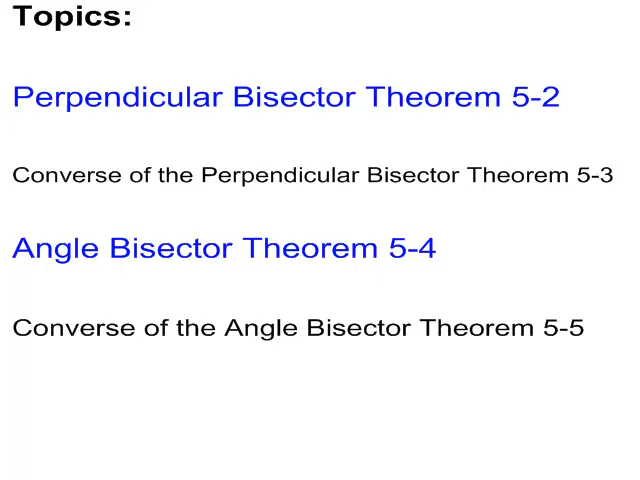 Topics:
Perpendicular Bisector Theorem 5-2
Converse of the Perpendicular Bisector Theorem 5-3
Angle Bisector Theorem 5-4
Converse of the Angle Bisector Theorem 5-5